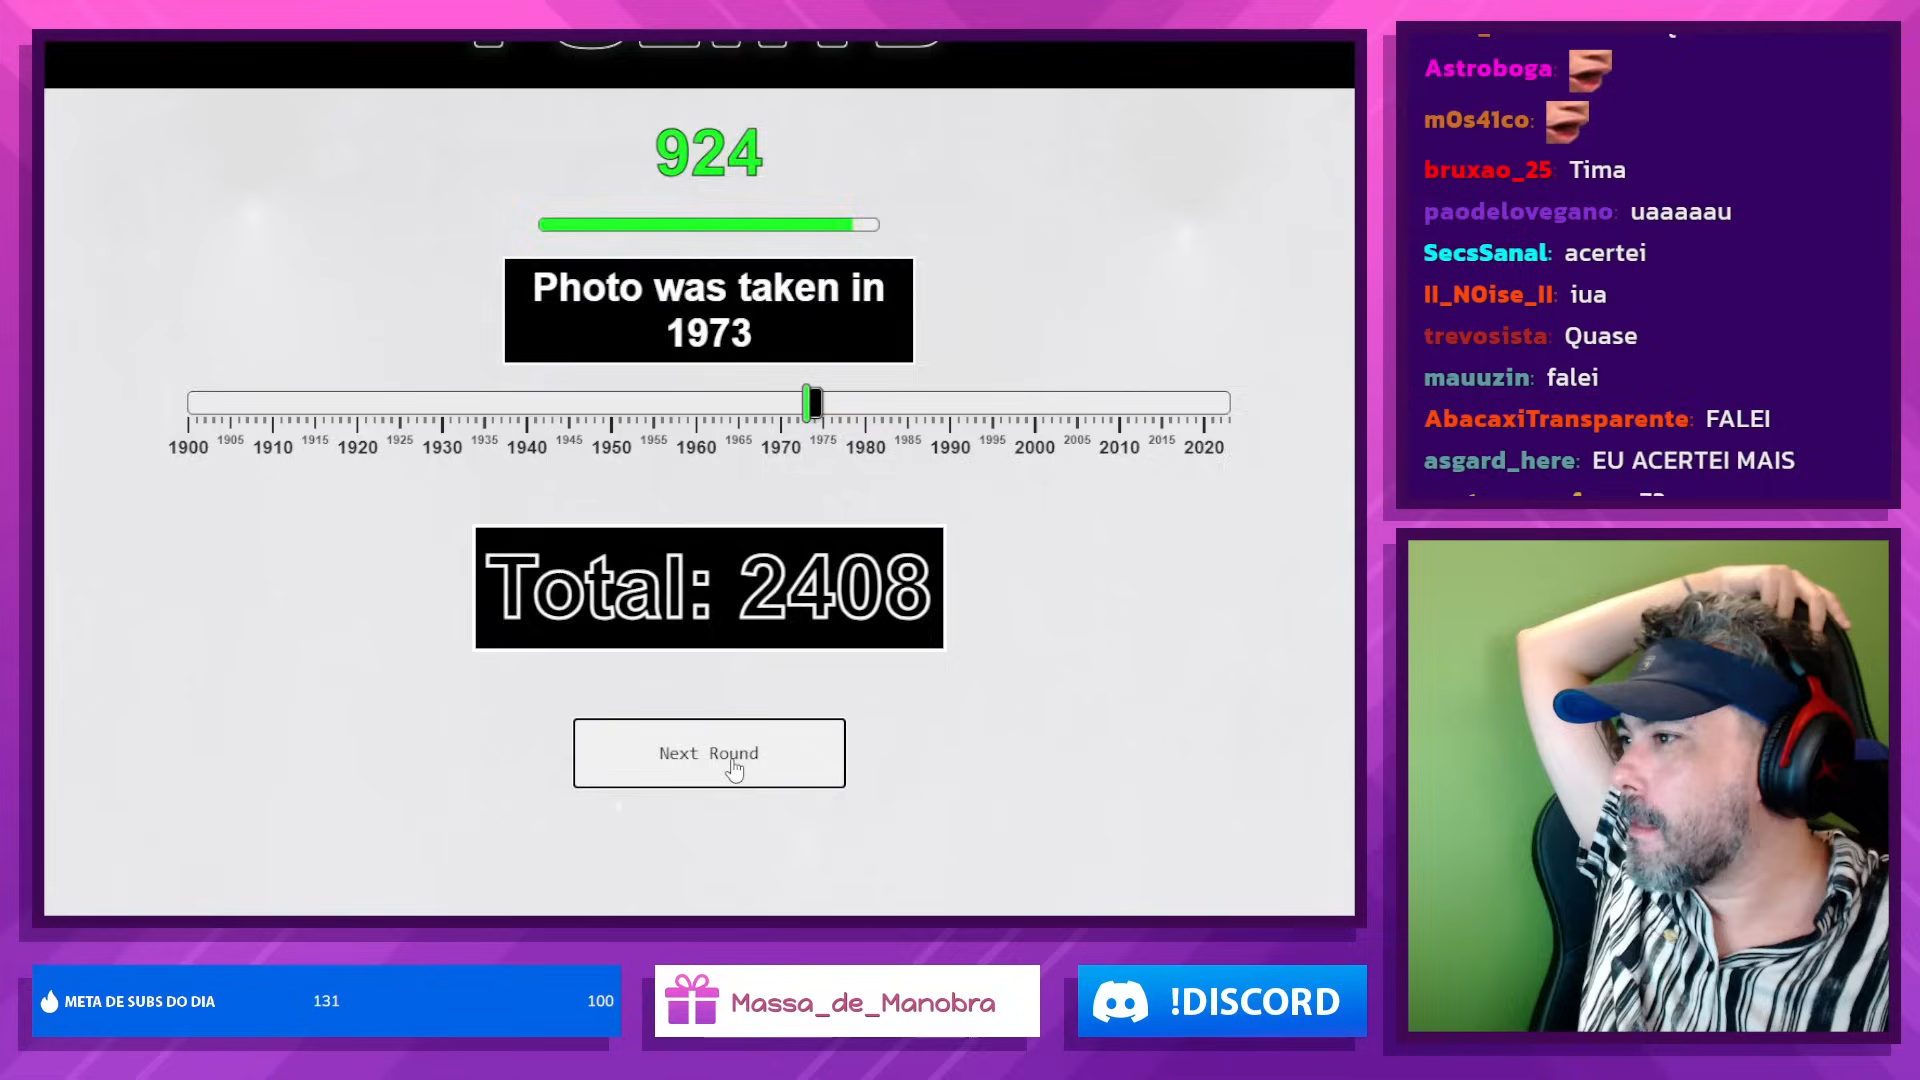 924
Photo was taken in
1973
1900 1905 1910 1915 1920 1925 1930 1935 1940 1945 1950 1955 1960 1965 1970 1975 1980 1985 1990 1995 2000 2005 2010 2015 2020
Total: 2408
Next Round
Astroboga:
m0s41co:
bruxao_25: Tima
paodelovegano: uaaaaau
SecsSanal: acertei
ll_N0ise_ll: iua
trevosista: Quase
mauuzin: falei
AbacaxiTransparente: FALEI
asgard_here: EU ACERTEI MAIS
META DE SUBS DO DIA 131 100
Massa_de_Manobra
!DISCORD